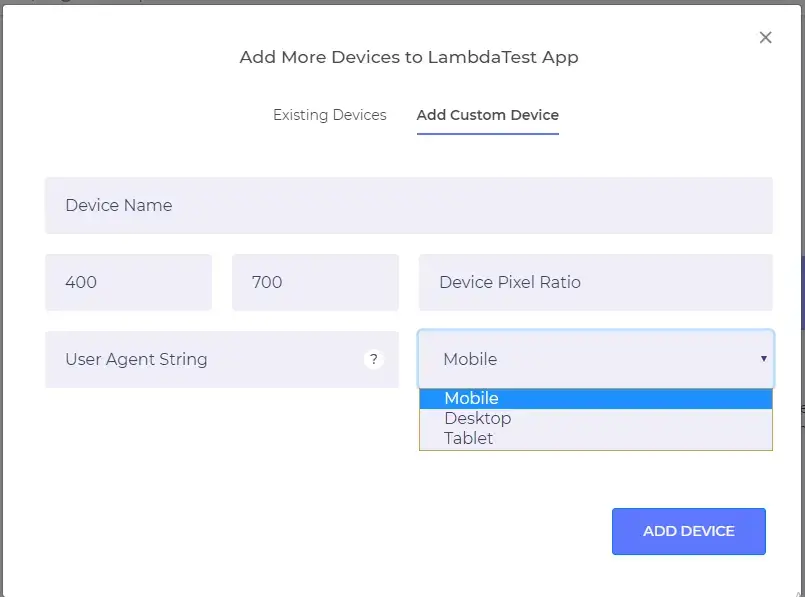 Add More Devices to LambdaTest App
Existing Devices Add Custom Device
Device Name
400 700 Device Pixel Ratio
User Agent String ? Mobile
Mobile
Desktop
Tablet
ADD DEVICE